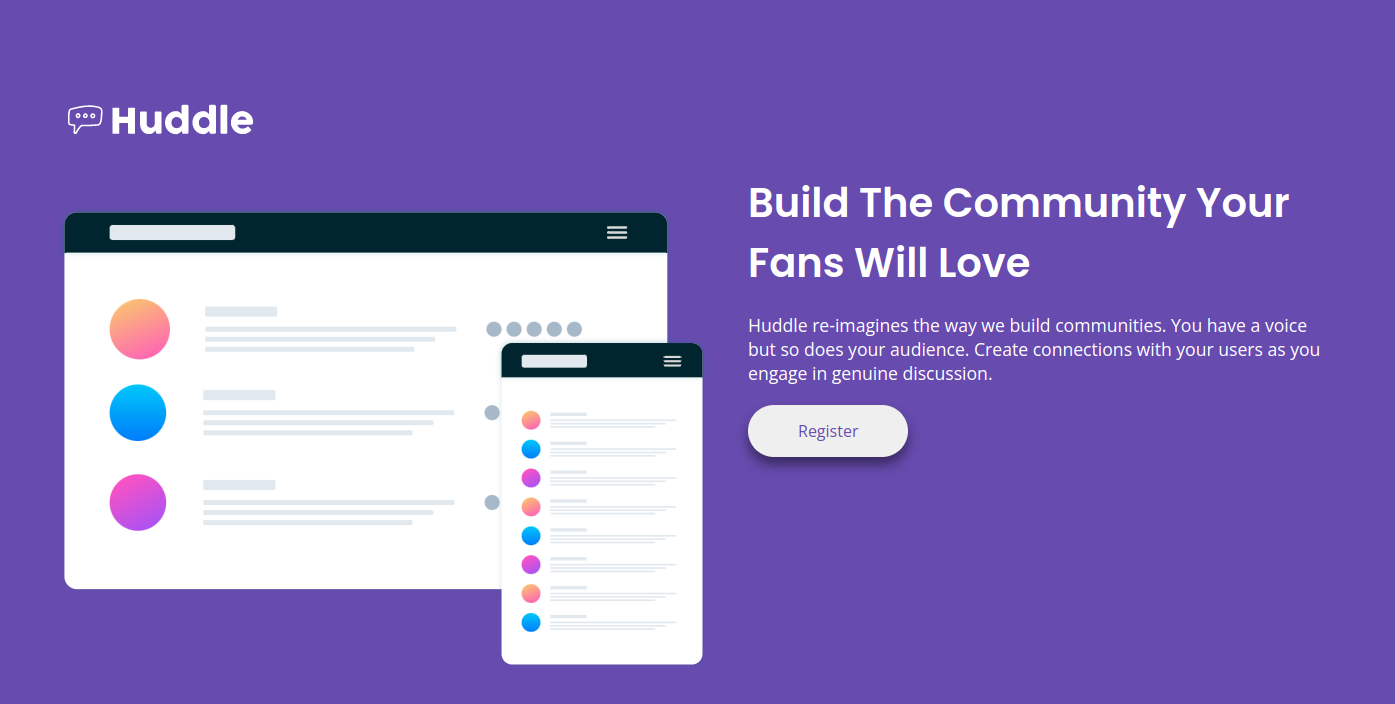 Huddle
Build The Community Your
Fans Will Love
Huddle re-imagines the way we build communities. You have a voice
but so does your audience. Create connections with your users as you
engage in genuine discussion.
Register